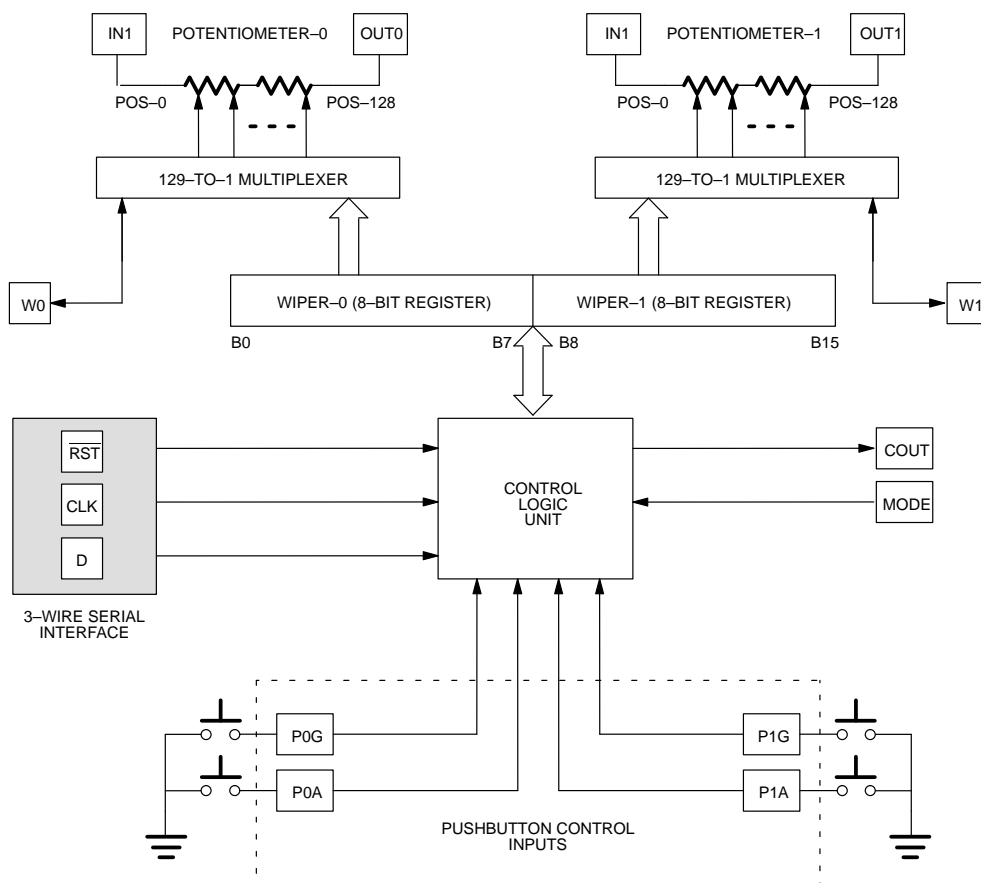 IN1 POTENTIOMETER–0 OUT0
IN1 POTENTIOMETER–1 OUT1
POS–0 POS–128
POS–0 POS–128
129–TO–1 MULTIPLEXER
129–TO–1 MULTIPLEXER
W0
WIPER–0 (8–BIT REGISTER)
WIPER–1 (8–BIT REGISTER)
W1
B0 B7 B8 B15
RST
CLK
D
3–WIRE SERIAL
INTERFACE
CONTROL
LOGIC
UNIT
COUT
MODE
P0G
P0A
P1G
P1A
PUSHBUTTON CONTROL
INPUTS